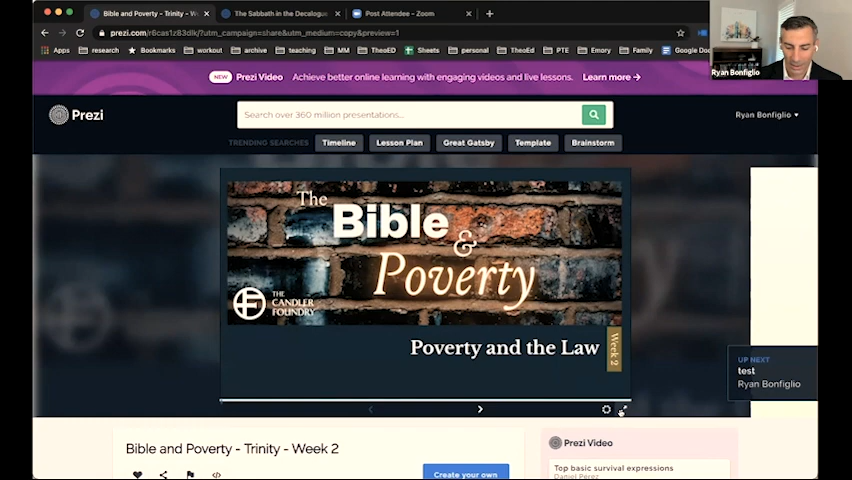 Bible and Poverty - Trinity - W
The Sabbath in the Decalogue
Post Attendee - Zoom
prezi.com/r6cas1z83dlk/?utm_campaign=share&utm_medium=copy&preview=1
Apps
research
Bookmarks
workout
archive
teaching
MM
TheoED
Sheets
personal
TheoEd
PTE
Emory
Family
Google Doc
Ryan Bonfiglio
NEW
Prezi Video
Achieve better online learning with engaging videos and live lessons.
Learn more →
Prezi
Search over 360 million presentations...
Ryan Bonfiglio
TRENDING SEARCHES
Timeline
Lesson Plan
Great Gatsby
Template
Brainstorm
The
Bible
&
Poverty
THE
CANDLER
FOUNDRY
Poverty and the Law
Week 2
UP NEXT
test
Ryan Bonfiglio
Bible and Poverty - Trinity - Week 2
Create your own
Prezi Video
Top basic survival expressions
Daniel Pérez